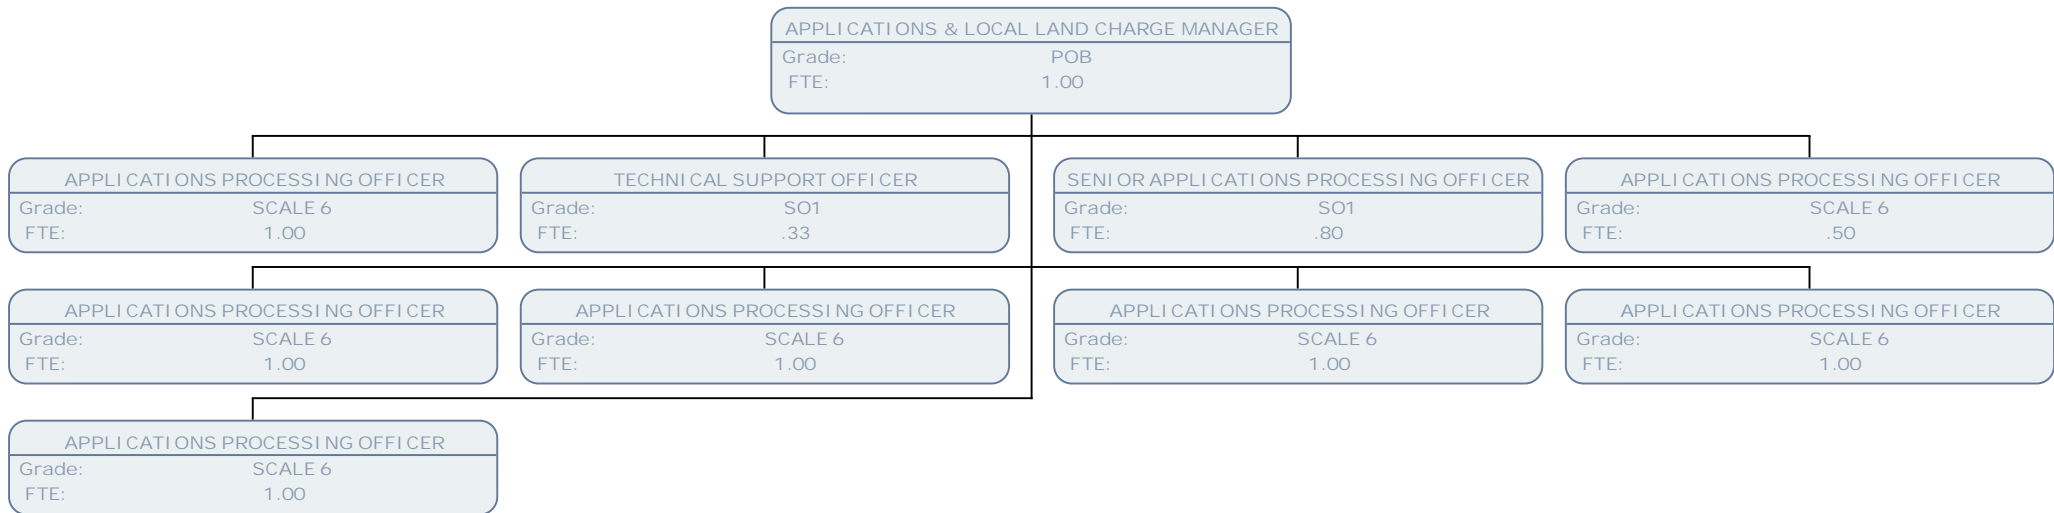 APPLICATIONS & LOCAL LAND CHARGE MANAGER
Grade: POB
FTE: 1.00
APPLICATIONS PROCESSING OFFICER
Grade: SCALE 6
FTE: 1.00
TECHNICAL SUPPORT OFFICER
Grade: SO1
FTE: .33
SENIOR APPLICATIONS PROCESSING OFFICER
Grade: SO1
FTE: .80
APPLICATIONS PROCESSING OFFICER
Grade: SCALE 6
FTE: .50
APPLICATIONS PROCESSING OFFICER
Grade: SCALE 6
FTE: 1.00
APPLICATIONS PROCESSING OFFICER
Grade: SCALE 6
FTE: 1.00
APPLICATIONS PROCESSING OFFICER
Grade: SCALE 6
FTE: 1.00
APPLICATIONS PROCESSING OFFICER
Grade: SCALE 6
FTE: 1.00
APPLICATIONS PROCESSING OFFICER
Grade: SCALE 6
FTE: 1.00